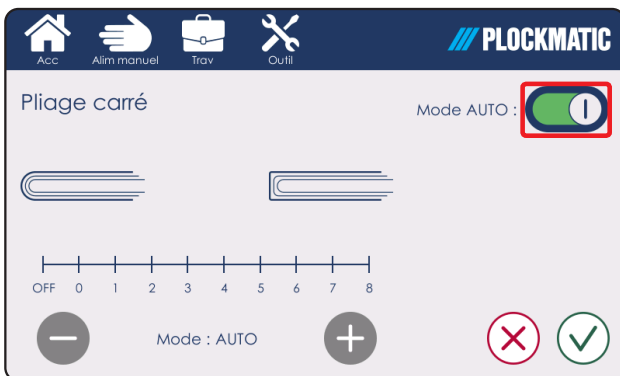 Acc Alim manuel Trav Outil PLOCKMATIC
Pliage carré Mode AUTO :
OFF 0 1 2 3 4 5 6 7 8
Mode : AUTO